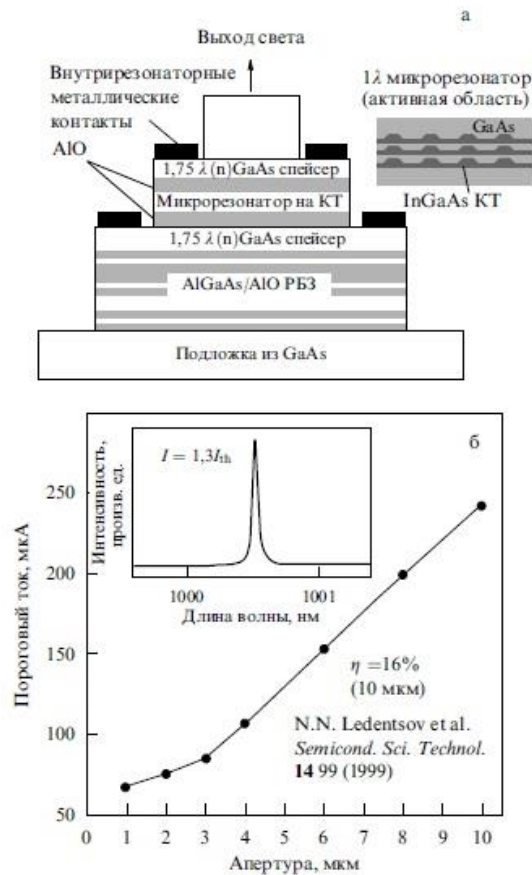 а
Выход света
Внутрирезонаторные
металлические
контакты
AlO
1λ микрорезонатор
(активная область)
GaAs
InGaAs КТ
1,75 λ (n)GaAs спейсер
Микрорезонатор на КТ
1,75 λ (n)GaAs спейсер
AlGaAs/AlO РБЗ
Подложка из GaAs
б
Пороговый ток, мкА
250
200
150
100
50
Интенсивность,
произв. ед.
I = 1,3Ith
1000
1001
Длина волны, нм
η =16%
(10 мкм)
N.N. Ledentsov et al.
Semicond. Sci. Technol.
14 99 (1999)
0 1 2 3 4 5 6 7 8 9 10
Апертура, мкм